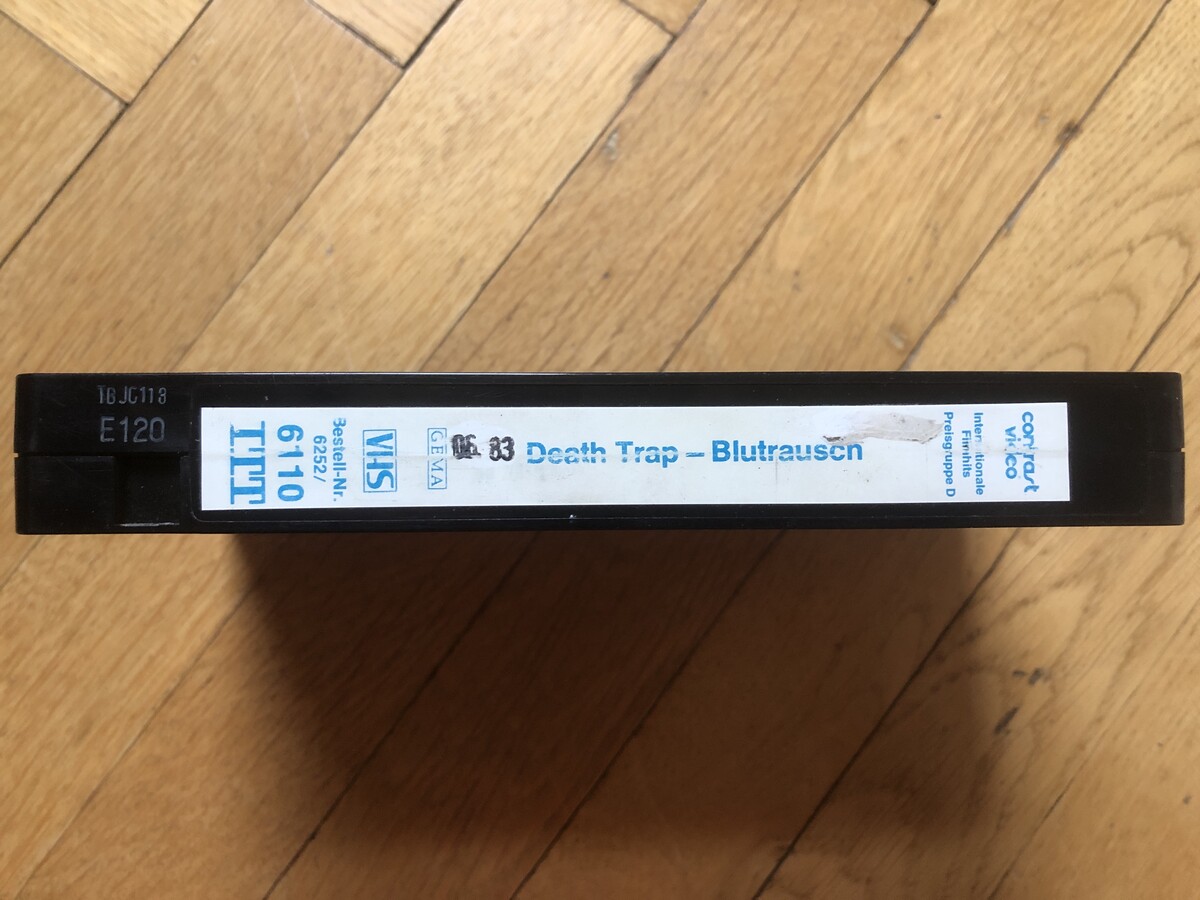 TBJC113
E120
ITT
6110
Bestell-Nr.
6252/
VHS
GEMA
06. 83
Death Trap – Blutrausch
Preisgruppe D
Internationale
Filmhits
contrast
video